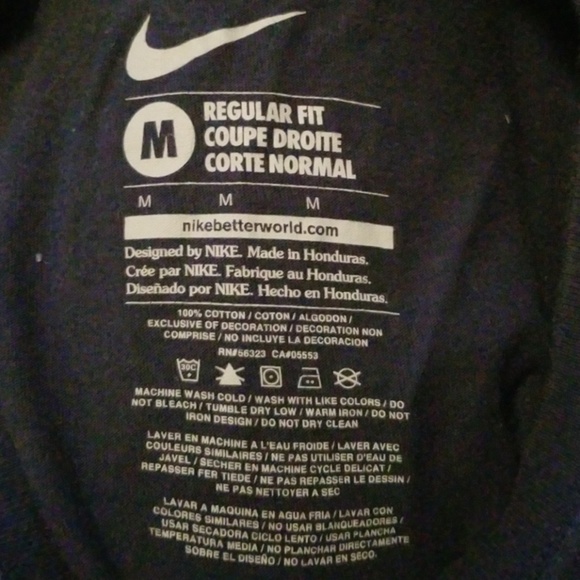 M
REGULAR FIT
COUPE DROITE
CORTE NORMAL
M M M
nikebetterworld.com
Designed by NIKE. Made in Honduras.
Crée par NIKE. Fabrique au Honduras.
Diseñado por NIKE. Hecho en Honduras.
100% COTTON / COTON / ALGODON /
EXCLUSIVE OF DECORATION / DECORATION NON
COMPRISE / NO INCLUYE LA DECORACION
RN#56323 CA#05553
30C
MACHINE WASH COLD / WASH WITH LIKE COLORS / DO
NOT BLEACH / TUMBLE DRY LOW / WARM IRON / DO NOT
IRON DESIGN / DO NOT DRY CLEAN
LAVER EN MACHINE A L'EAU FROIDE / LAVER AVEC
COULEURS SIMILAIRES / NE PAS UTILISER D'EAU DE
JAVEL / SECHER EN MACHINE CYCLE DELICAT /
REPASSER FER TIEDE / NE PAS REPASSER LE DESSIN /
NE PAS NETTOYER A SEC
LAVAR A MAQUINA EN AGUA FRIA / LAVAR CON
COLORES SIMILARES / NO USAR BLANQUEADORES /
USAR SECADORA CICLO LENTO / USAR PLANCHA
TEMPERATURA MEDIA / NO PLANCHAR DIRECTAMENTE
SOBRE EL DISEÑO / NO LAVAR EN SECO.